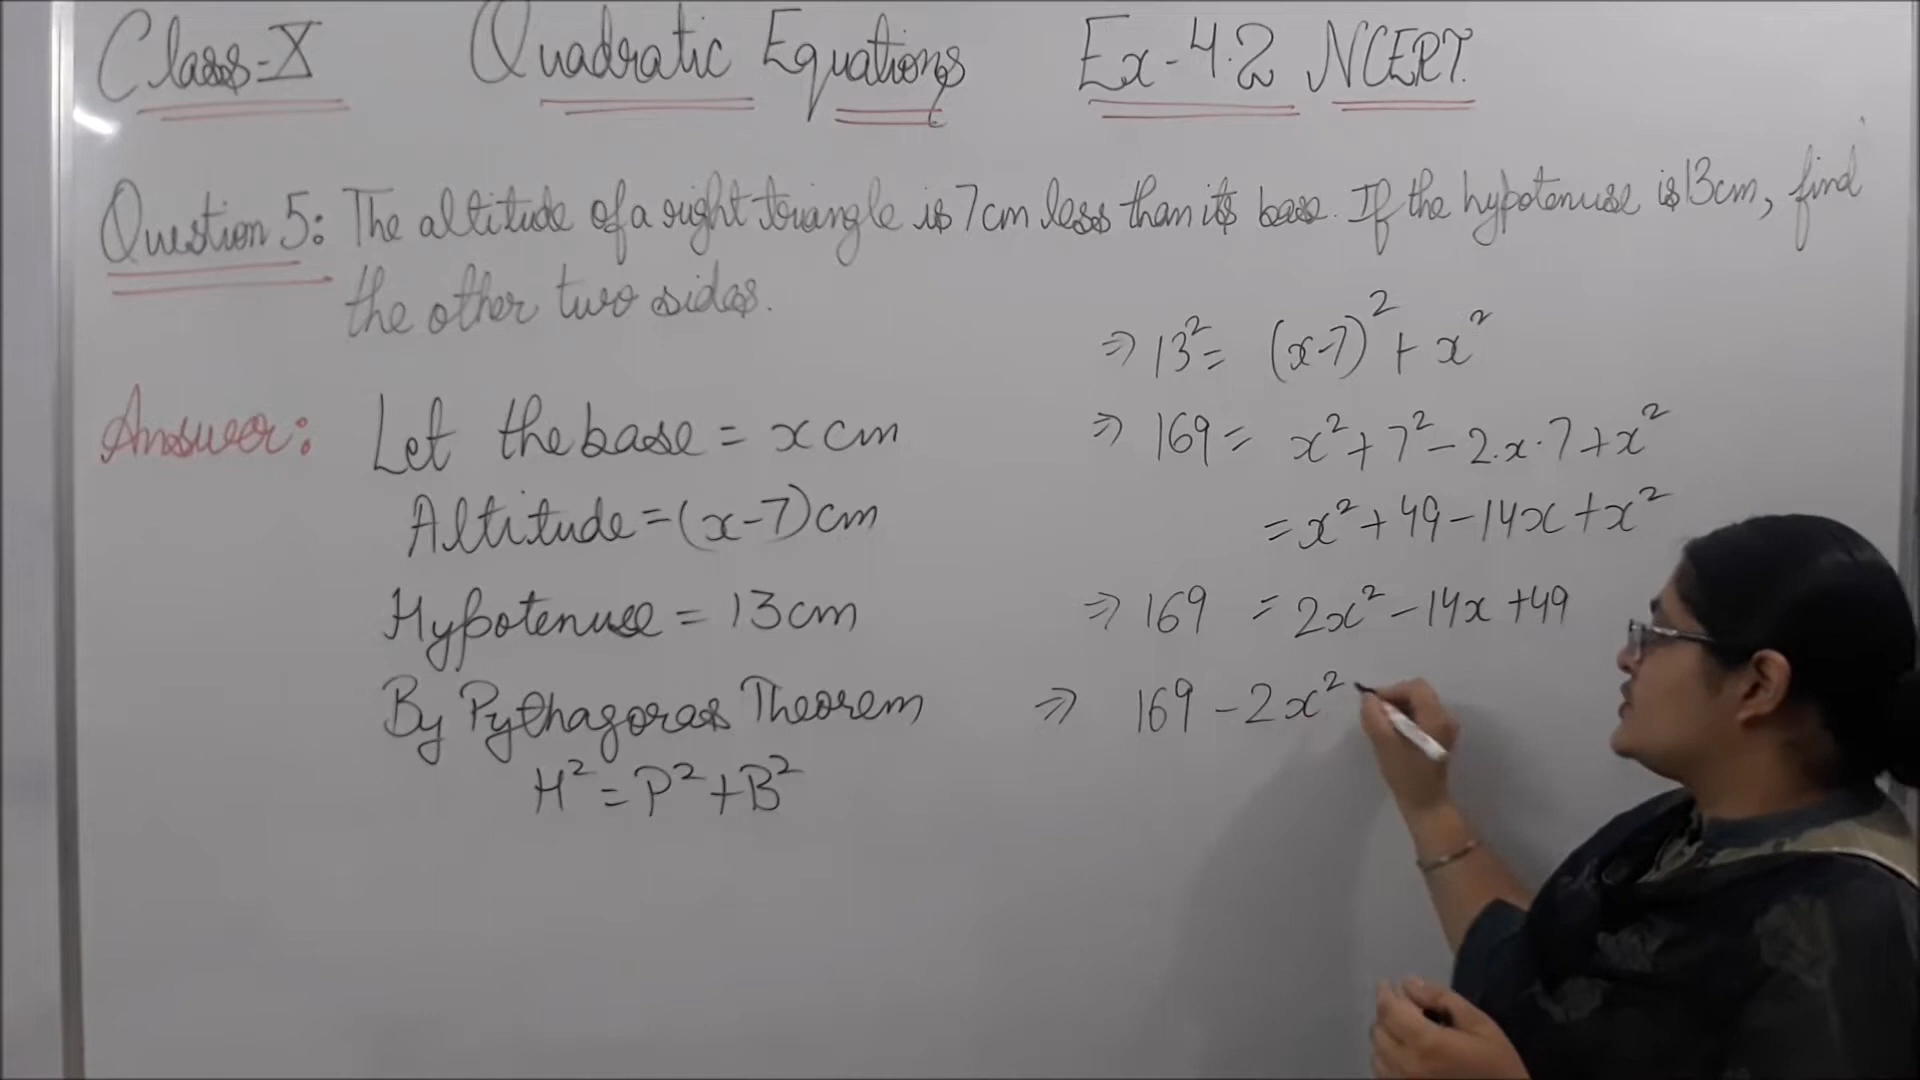 Class-X Quadratic Equations Ex-4.2 NCERT.
Question 5: The altitude of a right triangle is 7cm less than its base. If the hypotenuse is 13cm, find
the other two sides.
Answer: Let the base = x cm
Altitude = (x-7) cm
Hypotenuse = 13cm
By Pythagoras Theorem
H² = P² + B²
⇒ 13² = (x-7)² + x²
⇒ 169 = x² + 7² - 2.x.7 + x²
= x² + 49 - 14x + x²
⇒ 169 = 2x² - 14x + 49
⇒ 169 - 2x²